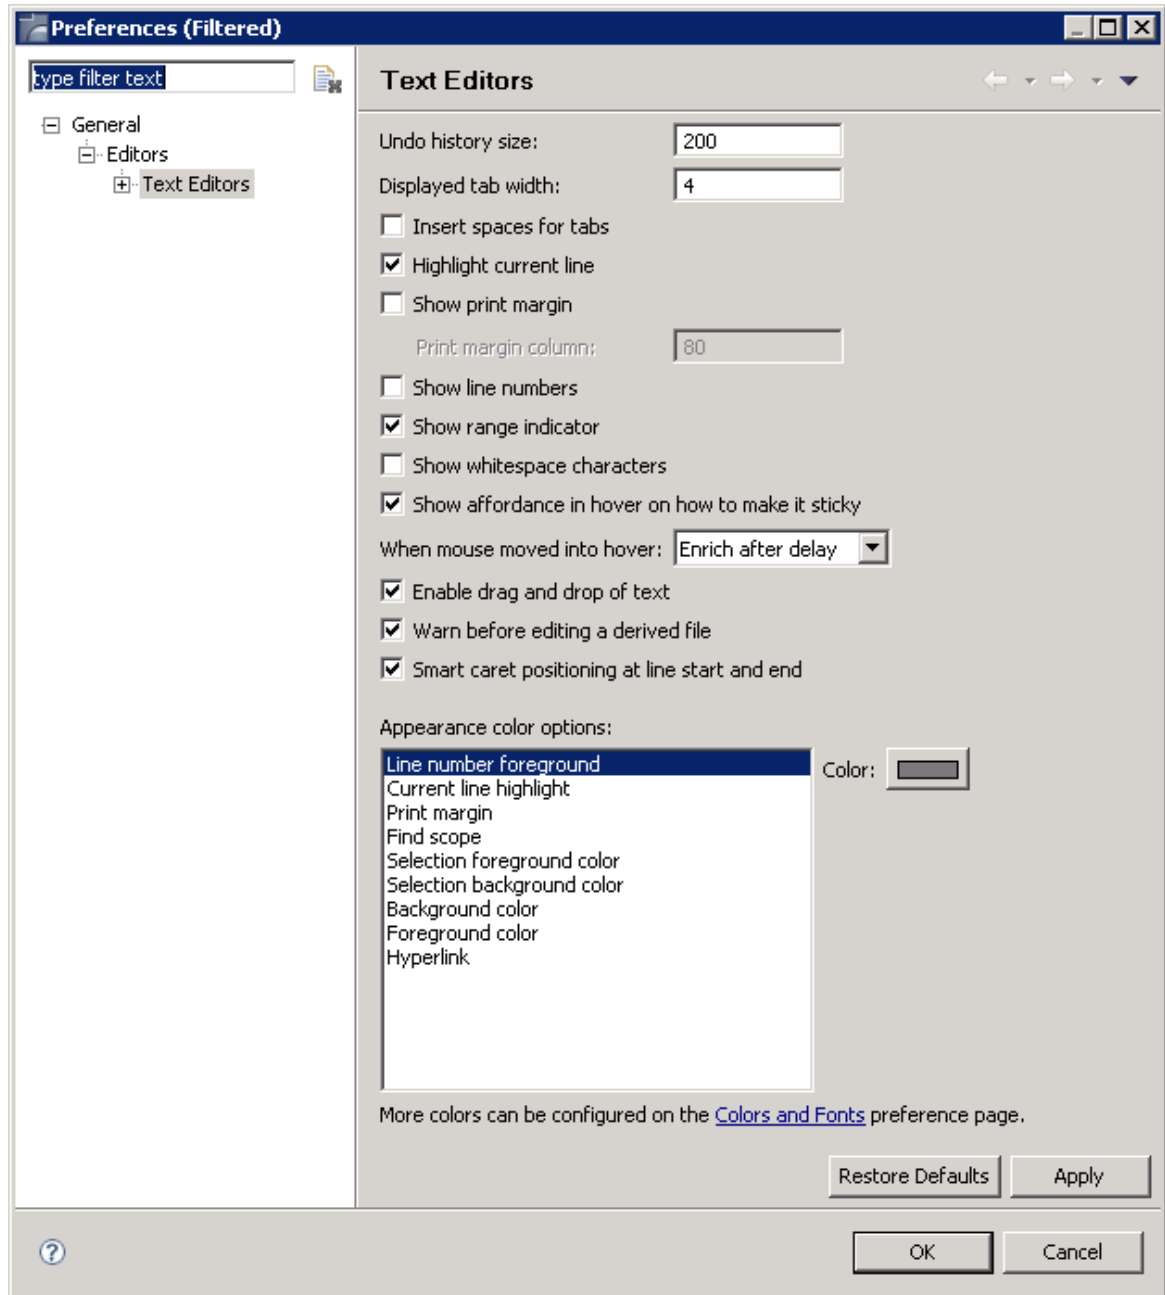 Preferences (Filtered)
type filter text
General
Editors
Text Editors
Text Editors
Undo history size: 200
Displayed tab width: 4
Insert spaces for tabs
Highlight current line
Show print margin
Print margin column: 80
Show line numbers
Show range indicator
Show whitespace characters
Show affordance in hover on how to make it sticky
When mouse moved into hover: Enrich after delay
Enable drag and drop of text
Warn before editing a derived file
Smart caret positioning at line start and end
Appearance color options:
Line number foreground
Current line highlight
Print margin
Find scope
Selection foreground color
Selection background color
Background color
Foreground color
Hyperlink
Color:
More colors can be configured on the Colors and Fonts preference page.
Restore Defaults Apply
? OK Cancel